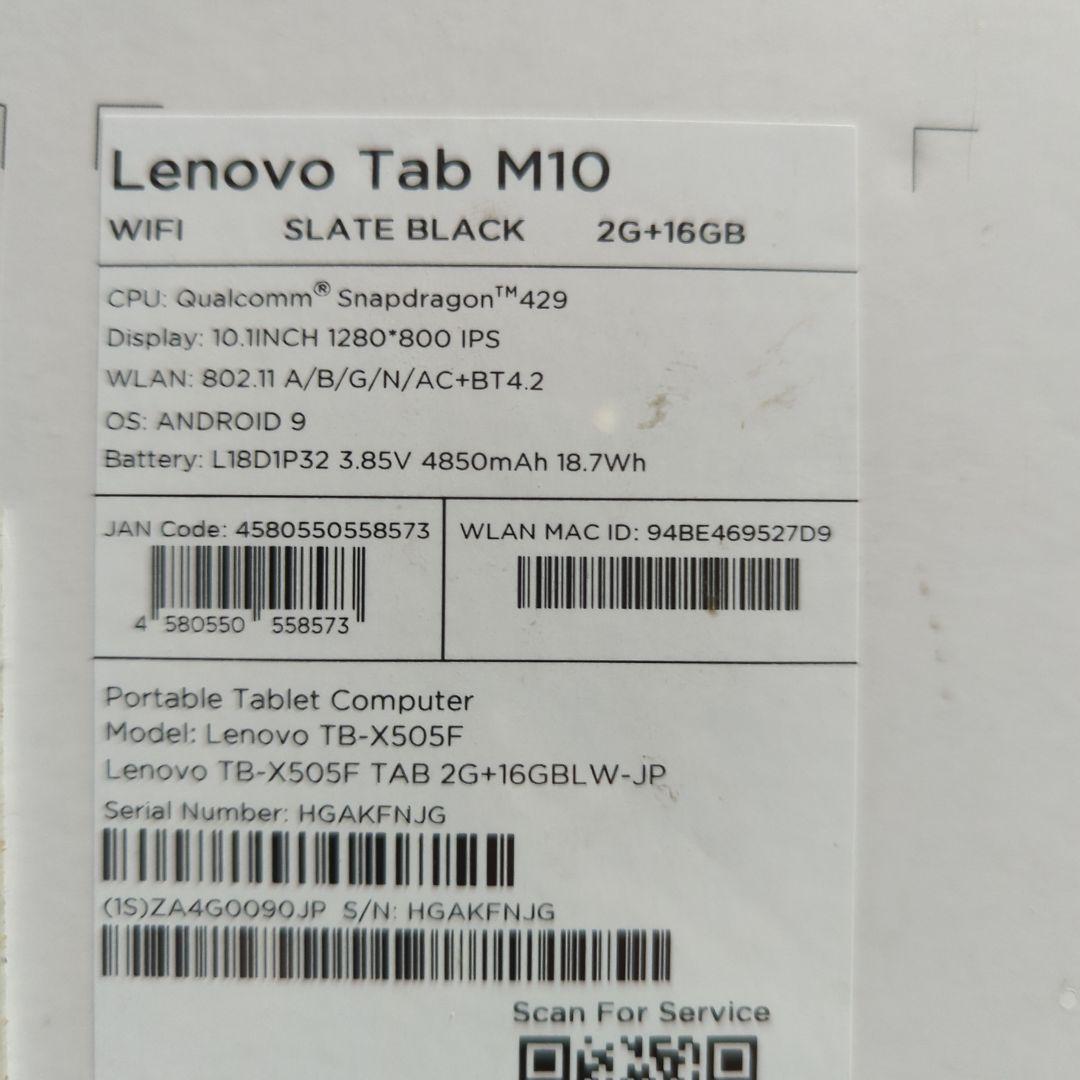 Lenovo Tab M10
WIFI SLATE BLACK 2G+16GB
CPU: Qualcomm® Snapdragon™429
Display: 10.1INCH 1280*800 IPS
WLAN: 802.11 A/B/G/N/AC+BT4.2
OS: ANDROID 9
Battery: L18D1P32 3.85V 4850mAh 18.7Wh
JAN Code: 4580550558573
4 580550 558573
WLAN MAC ID: 94BE469527D9
Portable Tablet Computer
Model: Lenovo TB-X505F
Lenovo TB-X505F TAB 2G+16GBLW-JP
Serial Number: HGAKFNJG
(1S)ZA4G0090JP S/N: HGAKFNJG
Scan For Service